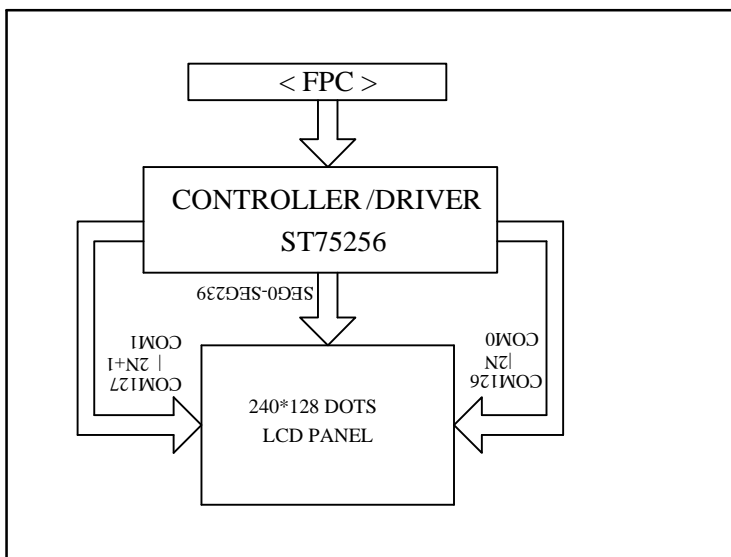 < FPC >
CONTROLLER/DRIVER
ST75256
SEG0-SEG239
COM1
| 2N+1
COM127
COM0
|2N
COM126
240*128 DOTS
LCD PANEL